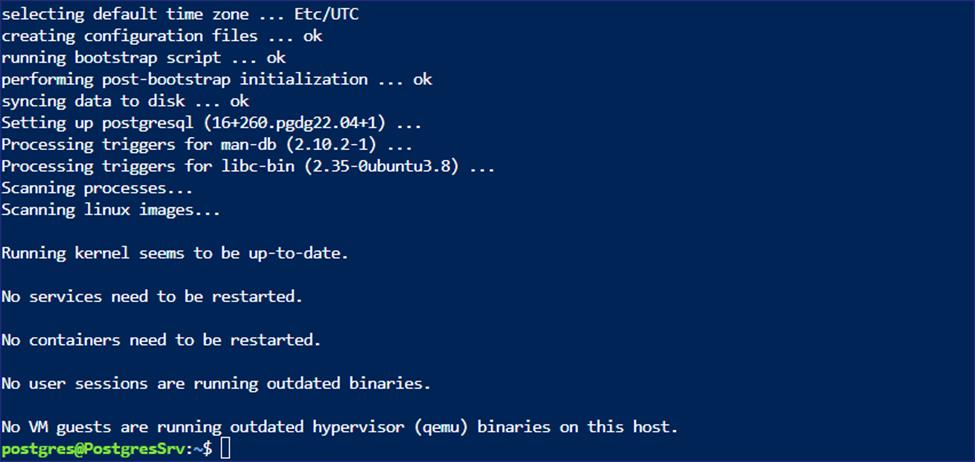 selecting default time zone ... Etc/UTC
creating configuration files ... ok
running bootstrap script ... ok
performing post-bootstrap initialization ... ok
syncing data to disk ... ok
Setting up postgresql (16+260.pgdg22.04+1) ...
Processing triggers for man-db (2.10.2-1) ...
Processing triggers for libc-bin (2.35-0ubuntu3.8) ...
Scanning processes...
Scanning linux images...
Running kernel seems to be up-to-date.
No services need to be restarted.
No containers need to be restarted.
No user sessions are running outdated binaries.
No VM guests are running outdated hypervisor (qemu) binaries on this host.
postgres@PostgresSrv:~$